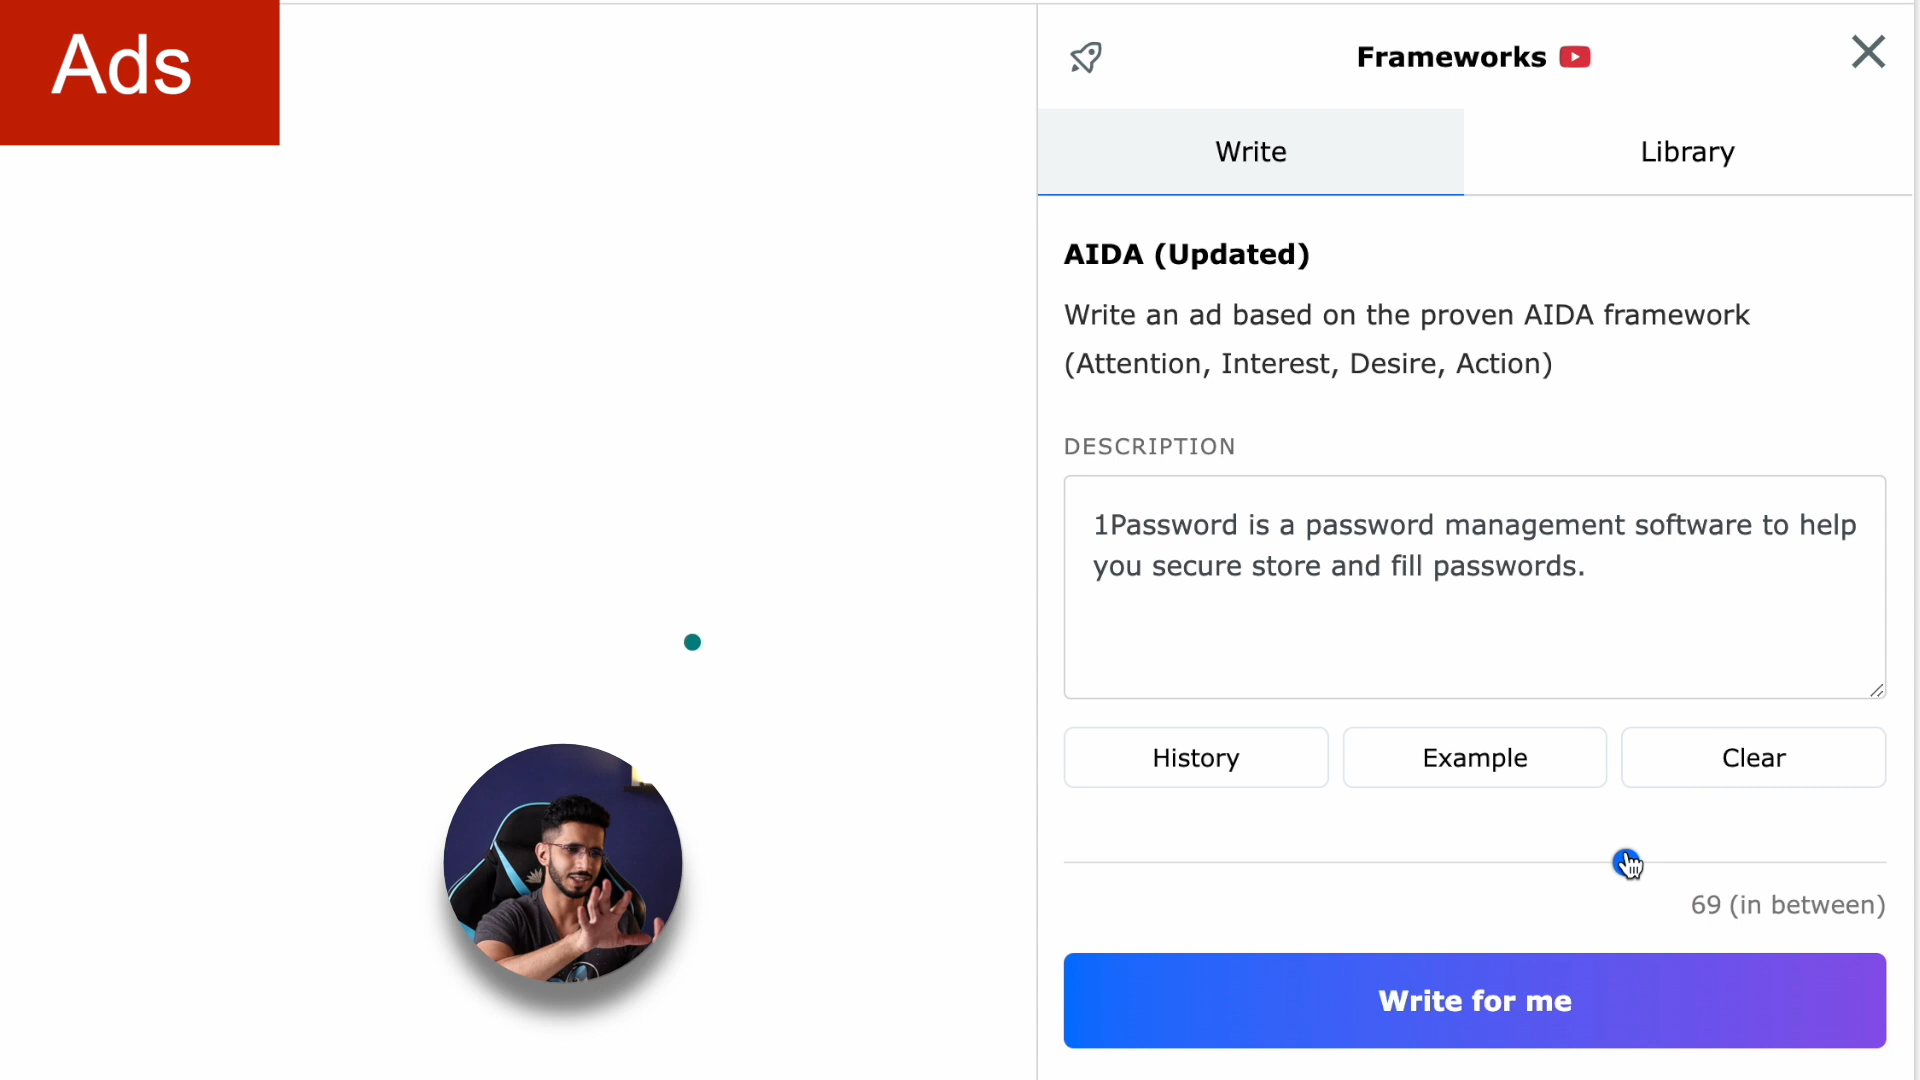 Ads
Frameworks
Write
Library
AIDA (Updated)
Write an ad based on the proven AIDA framework
(Attention, Interest, Desire, Action)
DESCRIPTION
1Password is a password management software to help
you secure store and fill passwords.
History
Example
Clear
69 (in between)
Write for me